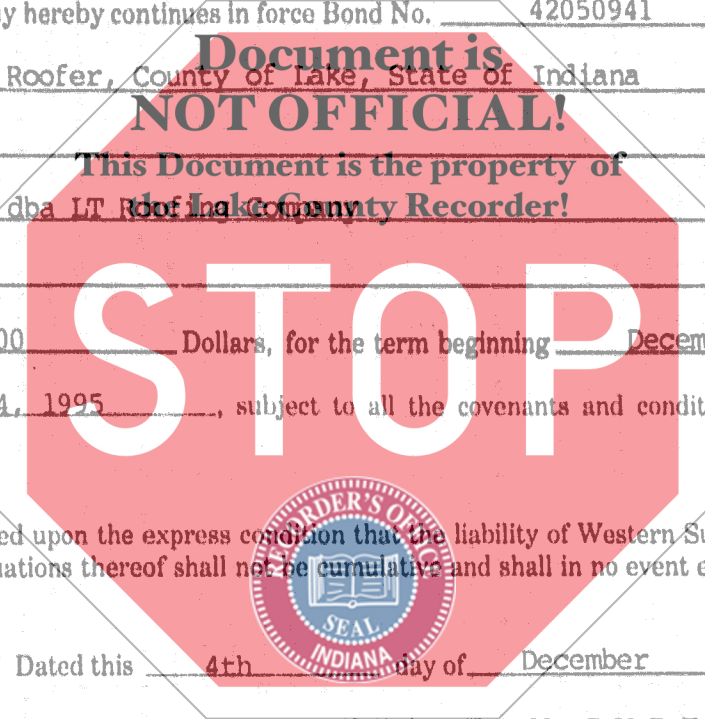 y hereby continues in force Bond No. 42050941
Document is
Roofer, County of Lake, State of Indiana
NOT OFFICIAL!
This Document is the property of
the Lake County Recorder!
dba LT Roofing Company
STOP
00 Dollars, for the term beginning Decem
4, 1995, subject to all the covenants and condit
RECORDER'S OFFICE
ed upon the express condition that the liability of Western Su
uations thereof shall not be cumulative and shall in no event e
SEAL
INDIANA
Dated this 4th day of December